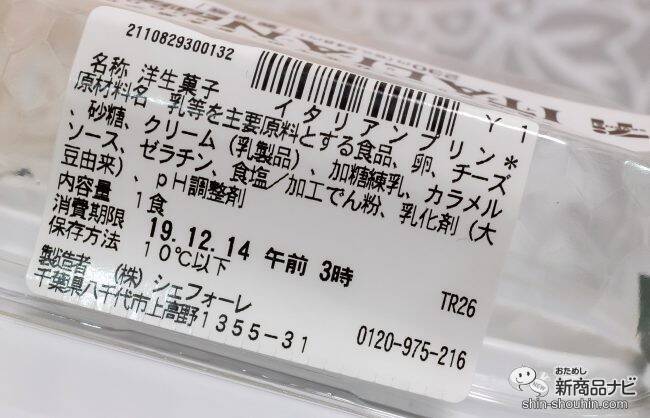 ITALIANE
2110829300132
イタリアンプリン*
Y1
名称 洋生菓子
原材料名 乳等を主要原料とする食品、卵、チーズ
、砂糖、クリーム(乳製品)、加糖練乳、カラメル
ソース、ゼラチン、食塩/加工でん粉、乳化剤(大
豆由来)、pH調整剤
内容量 1食
消費期限 19.12.14 午前 3時
保存方法 10℃以下
TR26
製造者 (株)シェフォーレ
千葉県八千代市上高野1355-31 0120-975-216
おためし
新商品ナビ
shin-shouhin.com